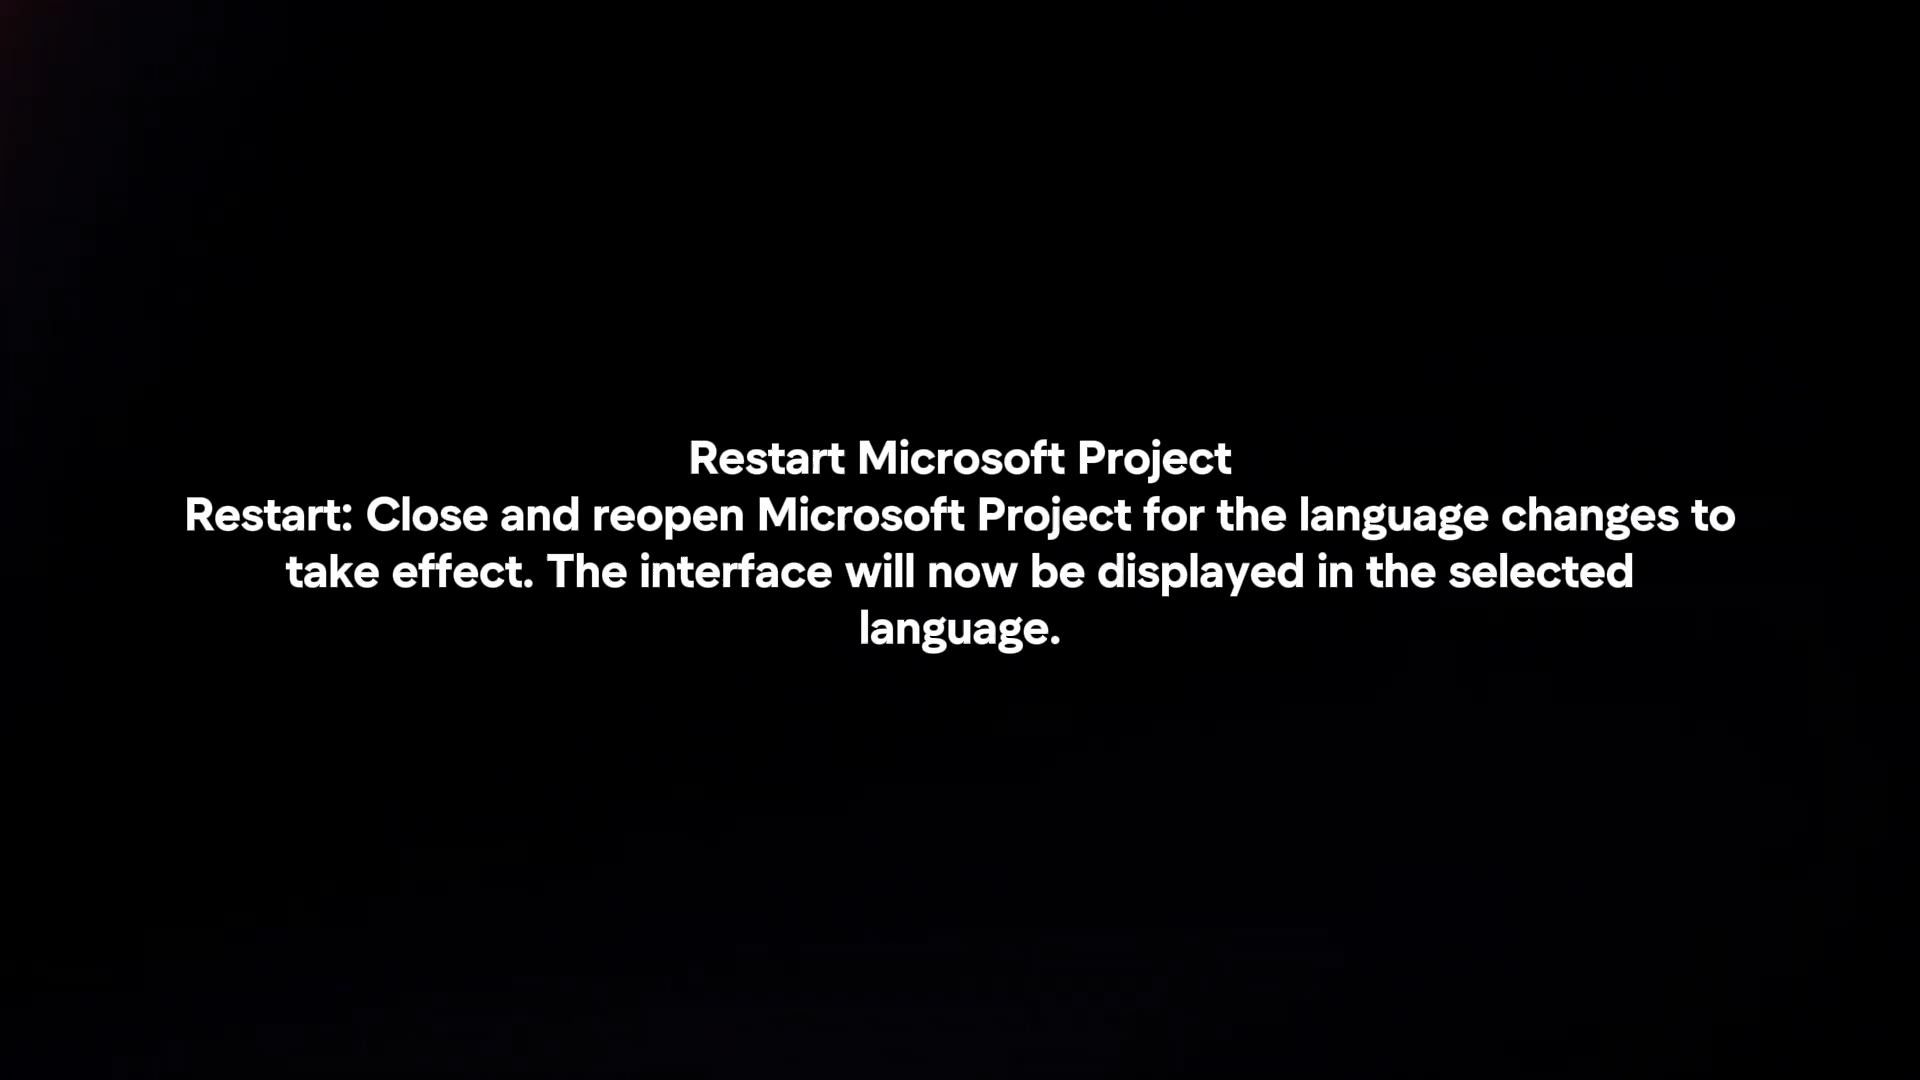 Restart Microsoft Project
Restart: Close and reopen Microsoft Project for the language changes to
take effect. The interface will now be displayed in the selected
language.